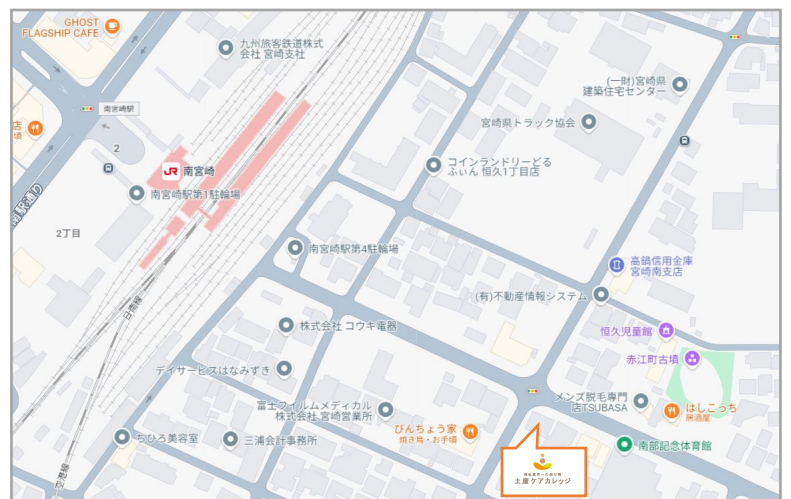 GHOST
FLAGSHIP CAFE
九州旅客鉄道株式
会社 宮崎支社
(一財)宮崎県
建築住宅センター
南宮崎駅
店
頃
宮崎県トラック協会
2
JR 南宮崎
コインランドリーどる
ふぃん 恒久1丁目店
南宮崎駅第1駐輪場
2丁目
南宮崎駅第4駐輪場
高鍋信用金庫
宮崎南支店
(有)不動産情報システム
日南線
株式会社 コウキ電器
恒久児童館
赤江町古墳
デイサービスはなみずき
メンズ脱毛専門
店TSUBASA
はしこっち
居酒屋
富士フイルムメディカル
株式会社 宮崎営業所
びんちょう家
焼き鳥・お手頃
ちひろ美容室
三浦会計事務所
南部記念体育館
空港線
土屋ケアカレッジ